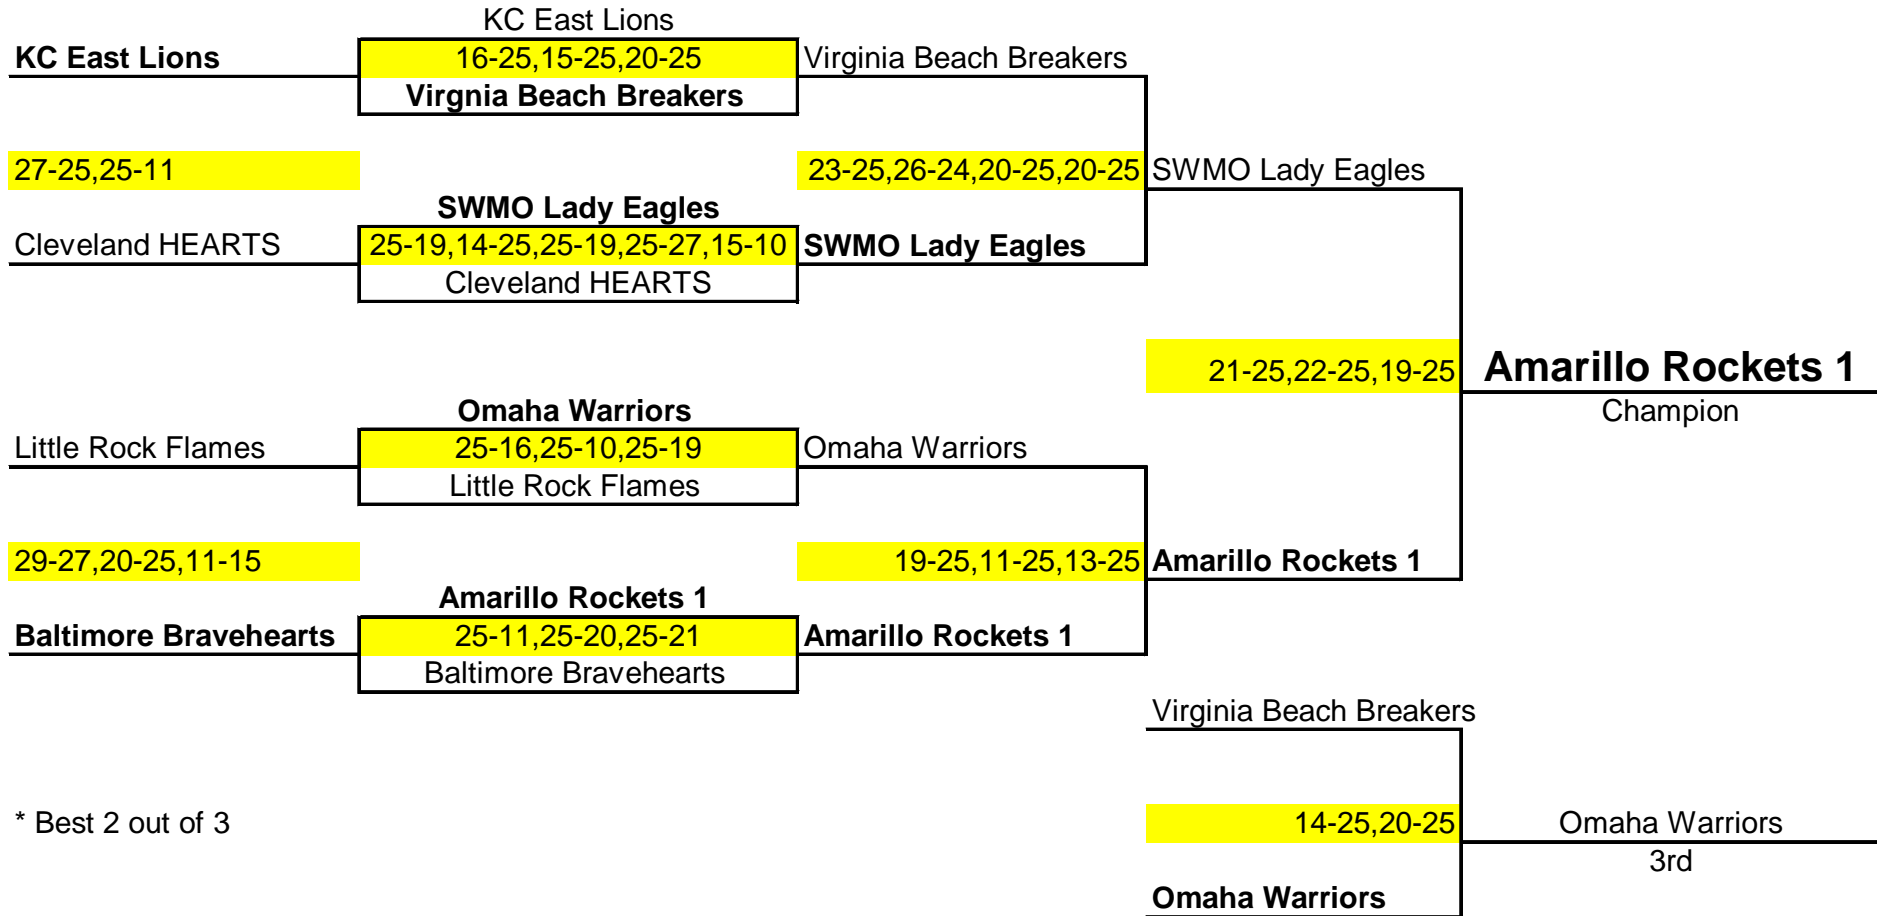 KC East Lions
KC East Lions
16-25,15-25,20-25
Virginia Beach Breakers
Virgnia Beach Breakers
27-25,25-11
23-25,26-24,20-25,20-25
SWMO Lady Eagles
SWMO Lady Eagles
Cleveland HEARTS
25-19,14-25,25-19,25-27,15-10
SWMO Lady Eagles
Cleveland HEARTS
21-25,22-25,19-25
Amarillo Rockets 1
Champion
Omaha Warriors
Little Rock Flames
25-16,25-10,25-19
Omaha Warriors
Little Rock Flames
29-27,20-25,11-15
19-25,11-25,13-25
Amarillo Rockets 1
Amarillo Rockets 1
Baltimore Bravehearts
25-11,25-20,25-21
Amarillo Rockets 1
Baltimore Bravehearts
Virginia Beach Breakers
* Best 2 out of 3
14-25,20-25
Omaha Warriors
3rd
Omaha Warriors